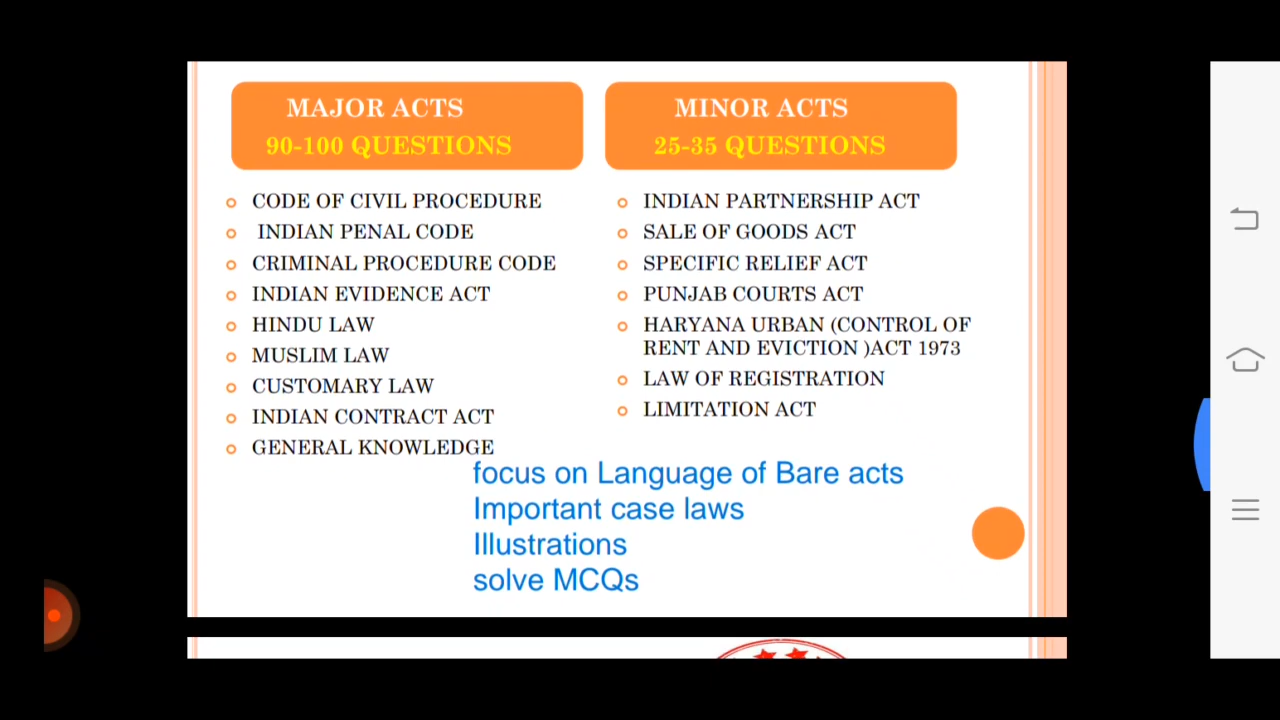 MAJOR ACTS
90-100 QUESTIONS
CODE OF CIVIL PROCEDURE
INDIAN PENAL CODE
CRIMINAL PROCEDURE CODE
INDIAN EVIDENCE ACT
HINDU LAW
MUSLIM LAW
CUSTOMARY LAW
INDIAN CONTRACT ACT
GENERAL KNOWLEDGE
MINOR ACTS
25-35 QUESTIONS
INDIAN PARTNERSHIP ACT
SALE OF GOODS ACT
SPECIFIC RELIEF ACT
PUNJAB COURTS ACT
HARYANA URBAN (CONTROL OF
RENT AND EVICTION )ACT 1973
LAW OF REGISTRATION
LIMITATION ACT
focus on Language of Bare acts
Important case laws
Illustrations
solve MCQs